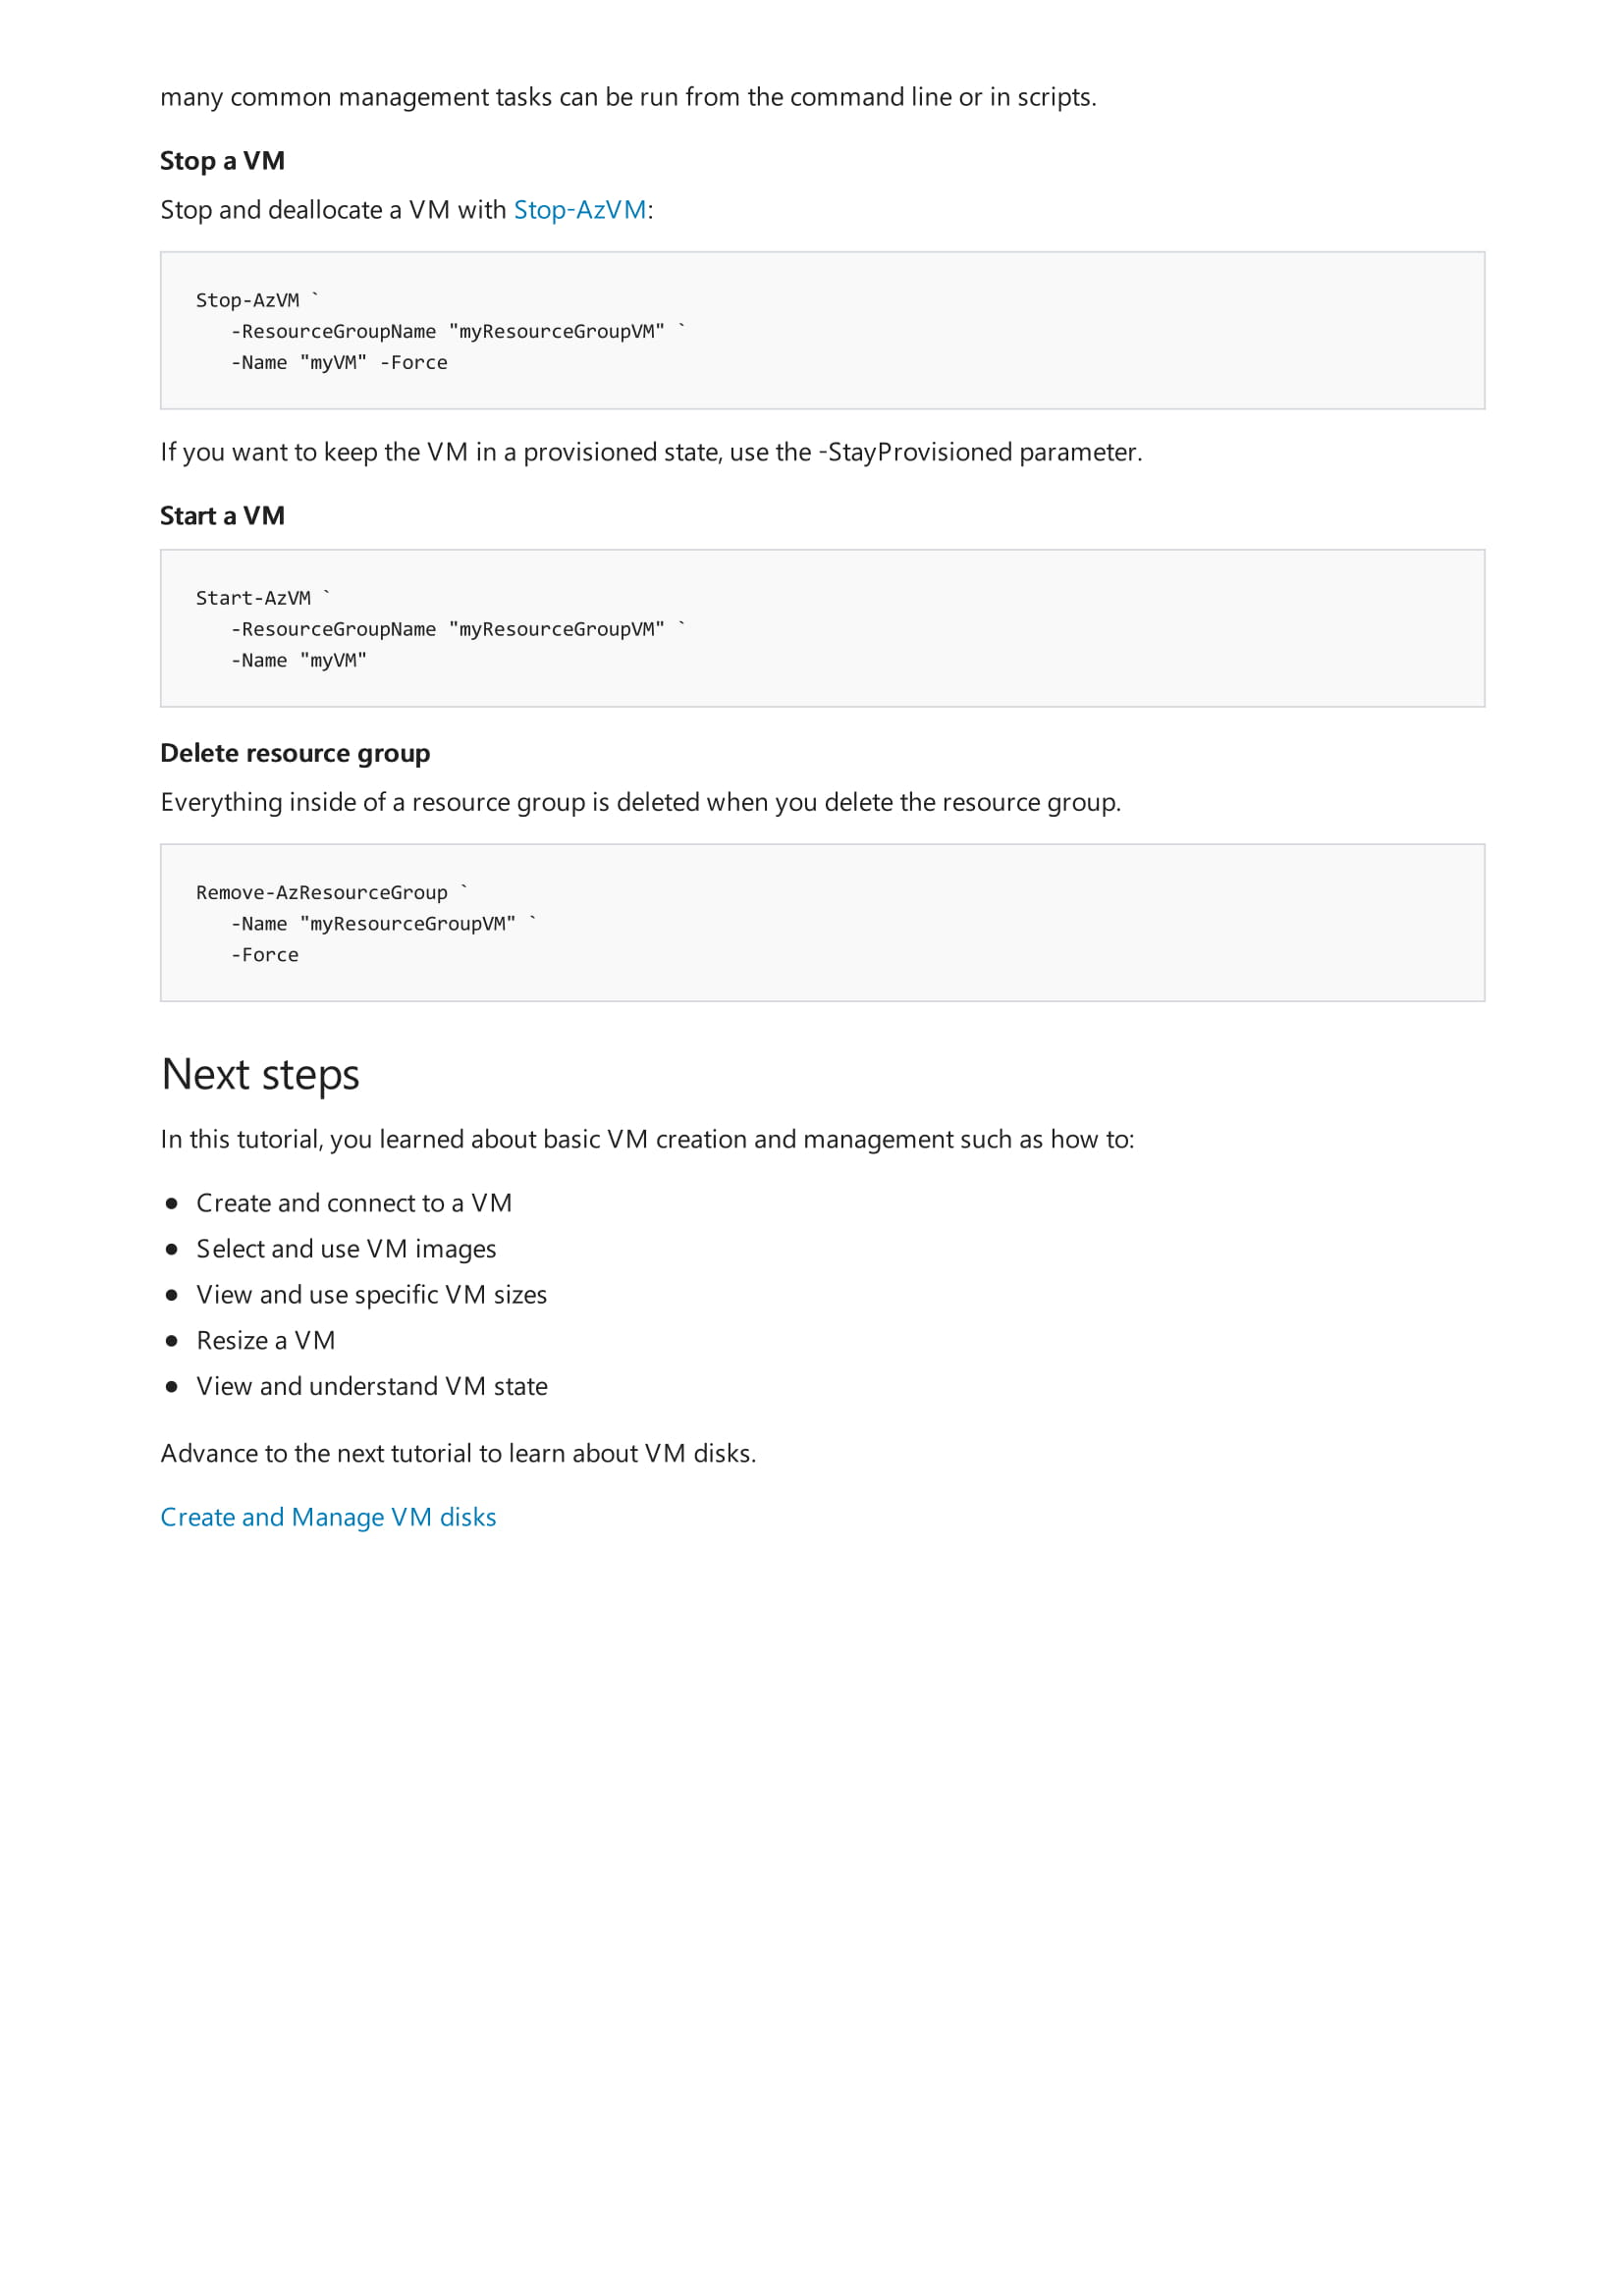 many common management tasks can be run from the command line or in scripts.
Stop a VM
Stop and deallocate a VM with Stop-AzVM:
Stop-AzVM `
   -ResourceGroupName "myResourceGroupVM" `
   -Name "myVM" -Force
If you want to keep the VM in a provisioned state, use the -StayProvisioned parameter.
Start a VM
Start-AzVM `
   -ResourceGroupName "myResourceGroupVM" `
   -Name "myVM"
Delete resource group
Everything inside of a resource group is deleted when you delete the resource group.
Remove-AzResourceGroup `
   -Name "myResourceGroupVM" `
   -Force
Next steps
In this tutorial, you learned about basic VM creation and management such as how to:
● Create and connect to a VM
● Select and use VM images
● View and use specific VM sizes
● Resize a VM
● View and understand VM state
Advance to the next tutorial to learn about VM disks.
Create and Manage VM disks